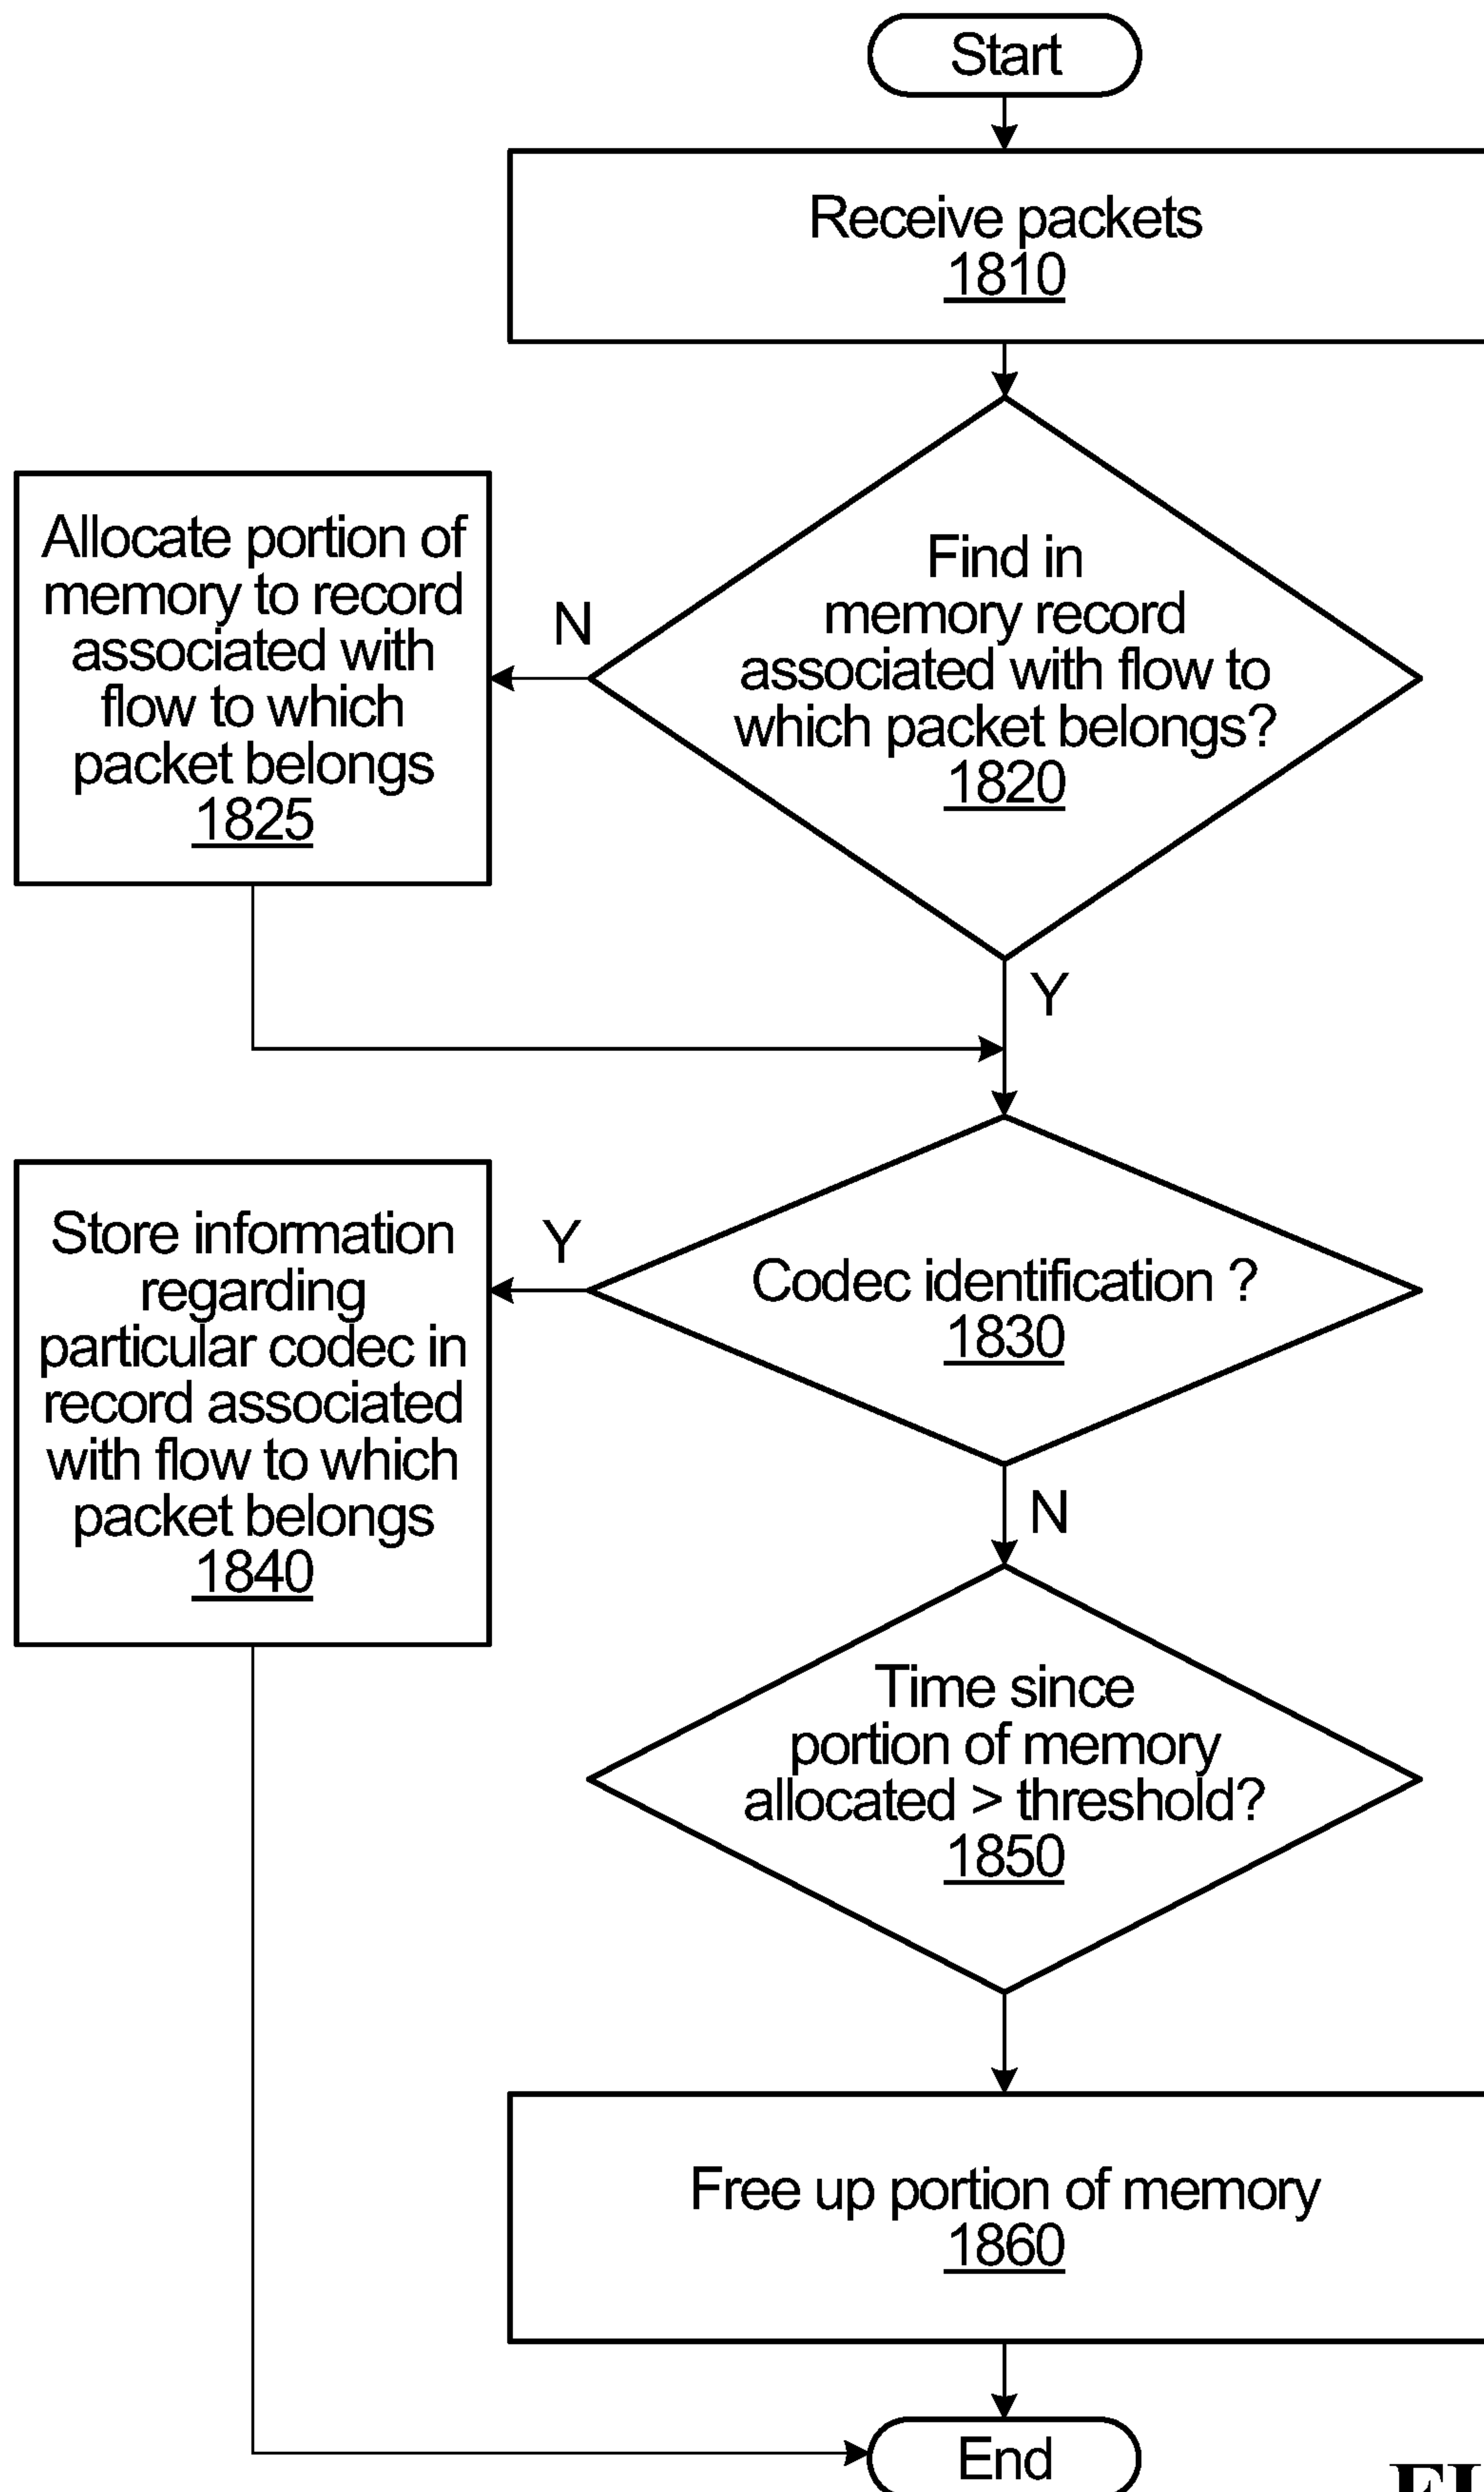 Start
Receive packets
1810
Find in
memory record
associated with flow to
which packet belongs?
1820
N
Allocate portion of
memory to record
associated with
flow to which
packet belongs
1825
Y
Codec identification ?
1830
Y
Store information
regarding
particular codec in
record associated
with flow to which
packet belongs
1840
N
Time since
portion of memory
allocated > threshold?
1850
Free up portion of memory
1860
End